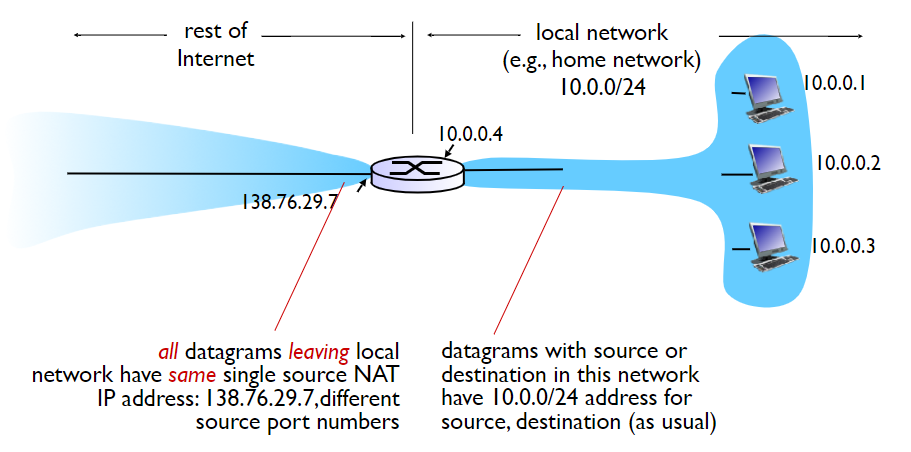 rest of
Internet
local network
(e.g., home network)
10.0.0/24
10.0.0.1
10.0.0.4
10.0.0.2
138.76.29.7
10.0.0.3
all datagrams leaving local
network have same single source NAT
IP address: 138.76.29.7,different
source port numbers
datagrams with source or
destination in this network
have 10.0.0/24 address for
source, destination (as usual)